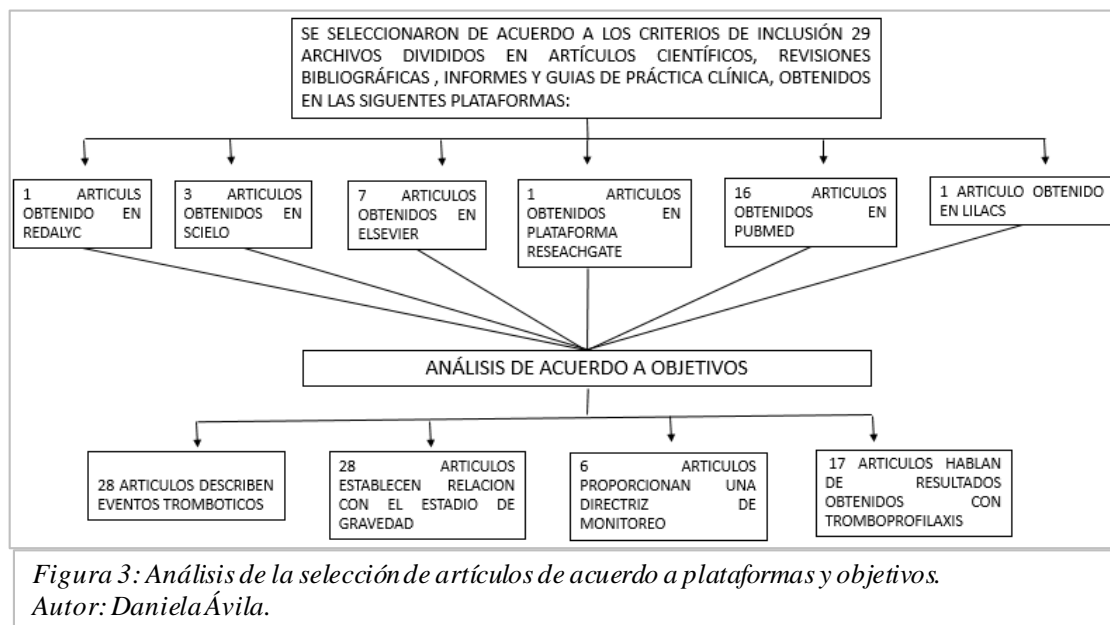 SE SELECCIONARON DE ACUERDO A LOS CRITERIOS DE INCLUSIÓN 29
ARCHIVOS DIVIDIDOS EN ARTÍCULOS CIENTÍFICOS, REVISIONES
BIBLIOGRÁFICAS , INFORMES Y GUIAS DE PRÁCTICA CLÍNICA, OBTENIDOS
EN LAS SIGUENTES PLATAFORMAS:
1 ARTICULS
OBTENIDO EN
REDALYC
3 ARTICULOS
OBTENIDOS EN
SCIELO
7 ARTICULOS
OBTENIDOS EN
ELSEVIER
1 ARTICULOS
OBTENIDOS EN
PLATAFORMA
RESEACHGATE
16 ARTICULOS
OBTENIDOS EN
PUBMED
1 ARTICULO OBTENIDO
EN LILACS
ANÁLISIS DE ACUERDO A OBJETIVOS
28 ARTICULOS DESCRIBEN
EVENTOS TROMBOTICOS
28 ARTICULOS
ESTABLECEN RELACION
CON EL ESTADIO DE
GRAVEDAD
6 ARTICULOS
PROPORCIONAN UNA
DIRECTRIZ DE
MONITOREO
17 ARTICULOS HABLAN
DE RESULTADOS
OBTENIDOS CON
TROMBOPROFILAXIS
Figura 3: Análisis de la selección de artículos de acuerdo a plataformas y objetivos.
Autor: Daniela Ávila.